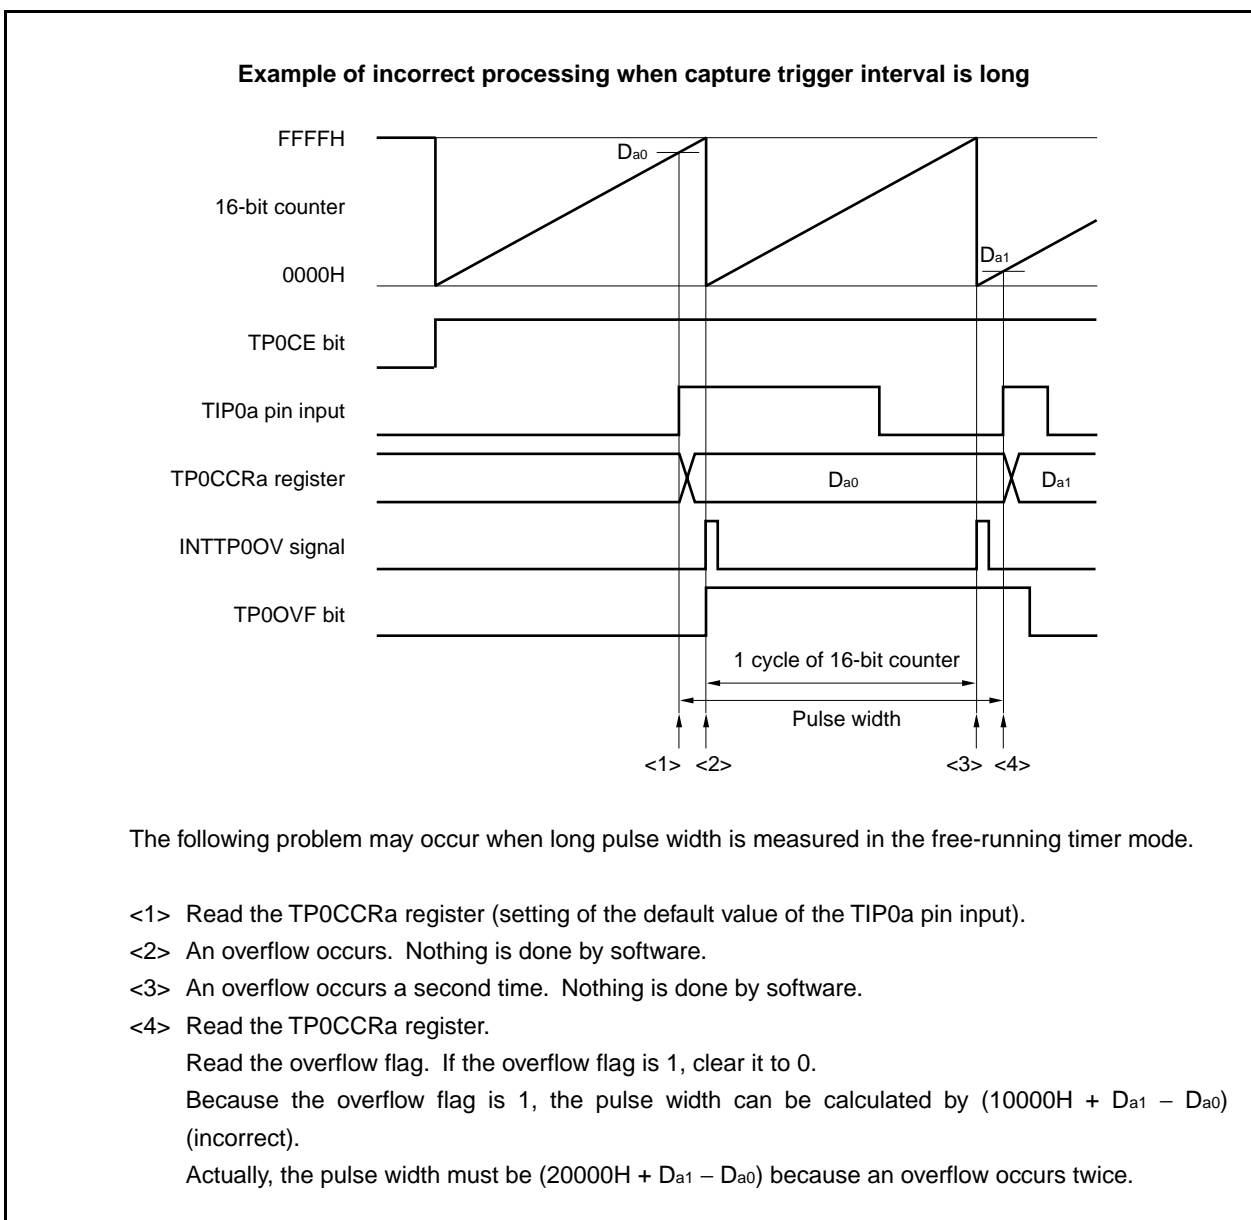 Example of incorrect processing when capture trigger interval is long
FFFFH
Da0
16-bit counter
Da1
0000H
TP0CE bit
TIP0a pin input
TP0CCRa register
Da0
Da1
INTTP0OV signal
TP0OVF bit
1 cycle of 16-bit counter
Pulse width
<1> <2> <3> <4>
The following problem may occur when long pulse width is measured in the free-running timer mode.
<1> Read the TP0CCRa register (setting of the default value of the TIP0a pin input).
<2> An overflow occurs. Nothing is done by software.
<3> An overflow occurs a second time. Nothing is done by software.
<4> Read the TP0CCRa register.
Read the overflow flag. If the overflow flag is 1, clear it to 0.
Because the overflow flag is 1, the pulse width can be calculated by (10000H + Da1 − Da0)
(incorrect).
Actually, the pulse width must be (20000H + Da1 − Da0) because an overflow occurs twice.